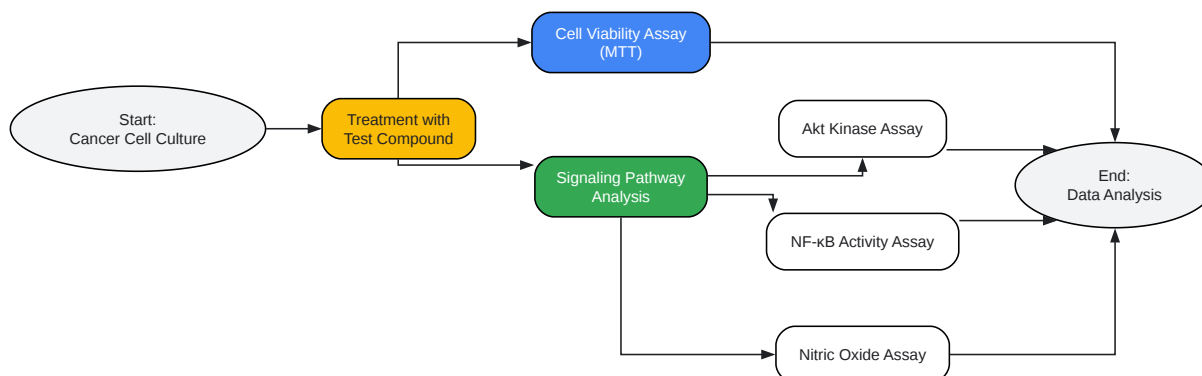 Start:
Cancer Cell Culture
Treatment with
Test Compound
Cell Viability Assay
(MTT)
Signaling Pathway
Analysis
Akt Kinase Assay
NF-κB Activity Assay
Nitric Oxide Assay
End:
Data Analysis